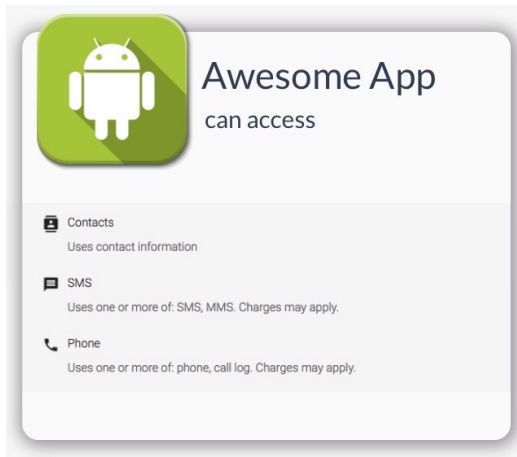 Awesome App
can access
Contacts
Uses contact information
SMS
Uses one or more of: SMS, MMS. Charges may apply.
Phone
Uses one or more of: phone, call log. Charges may apply.